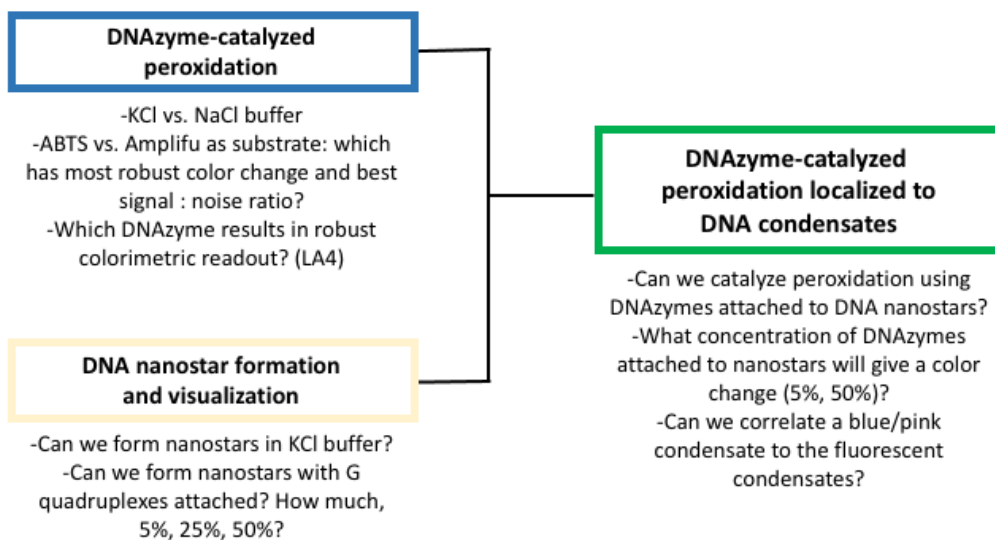 DNAzyme-catalyzed
peroxidation
-KCl vs. NaCl buffer
-ABTS vs. Amplifu as substrate: which
has most robust color change and best
signal : noise ratio?
-Which DNAzyme results in robust
colorimetric readout? (LA4)
DNA nanostar formation
and visualization
-Can we form nanostars in KCl buffer?
-Can we form nanostars with G
quadruplexes attached? How much,
5%, 25%, 50%?
DNAzyme-catalyzed
peroxidation localized to
DNA condensates
-Can we catalyze peroxidation using
DNAzymes attached to DNA nanostars?
-What concentration of DNAzymes
attached to nanostars will give a color
change (5%, 50%)?
-Can we correlate a blue/pink
condensate to the fluorescent
condensates?